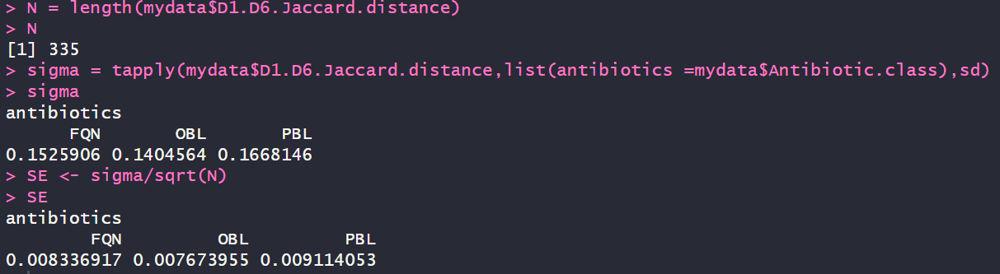 > N = length(mydata$D1.D6.Jaccard.distance)
> N
[1] 335
> sigma = tapply(mydata$D1.D6.Jaccard.distance,list(antibiotics =mydata$Antibiotic.class),sd)
> sigma
antibiotics
      FQN       OBL       PBL
0.1525906 0.1404564 0.1668146
> SE <- sigma/sqrt(N)
> SE
antibiotics
        FQN         OBL         PBL
0.008336917 0.007673955 0.009114053